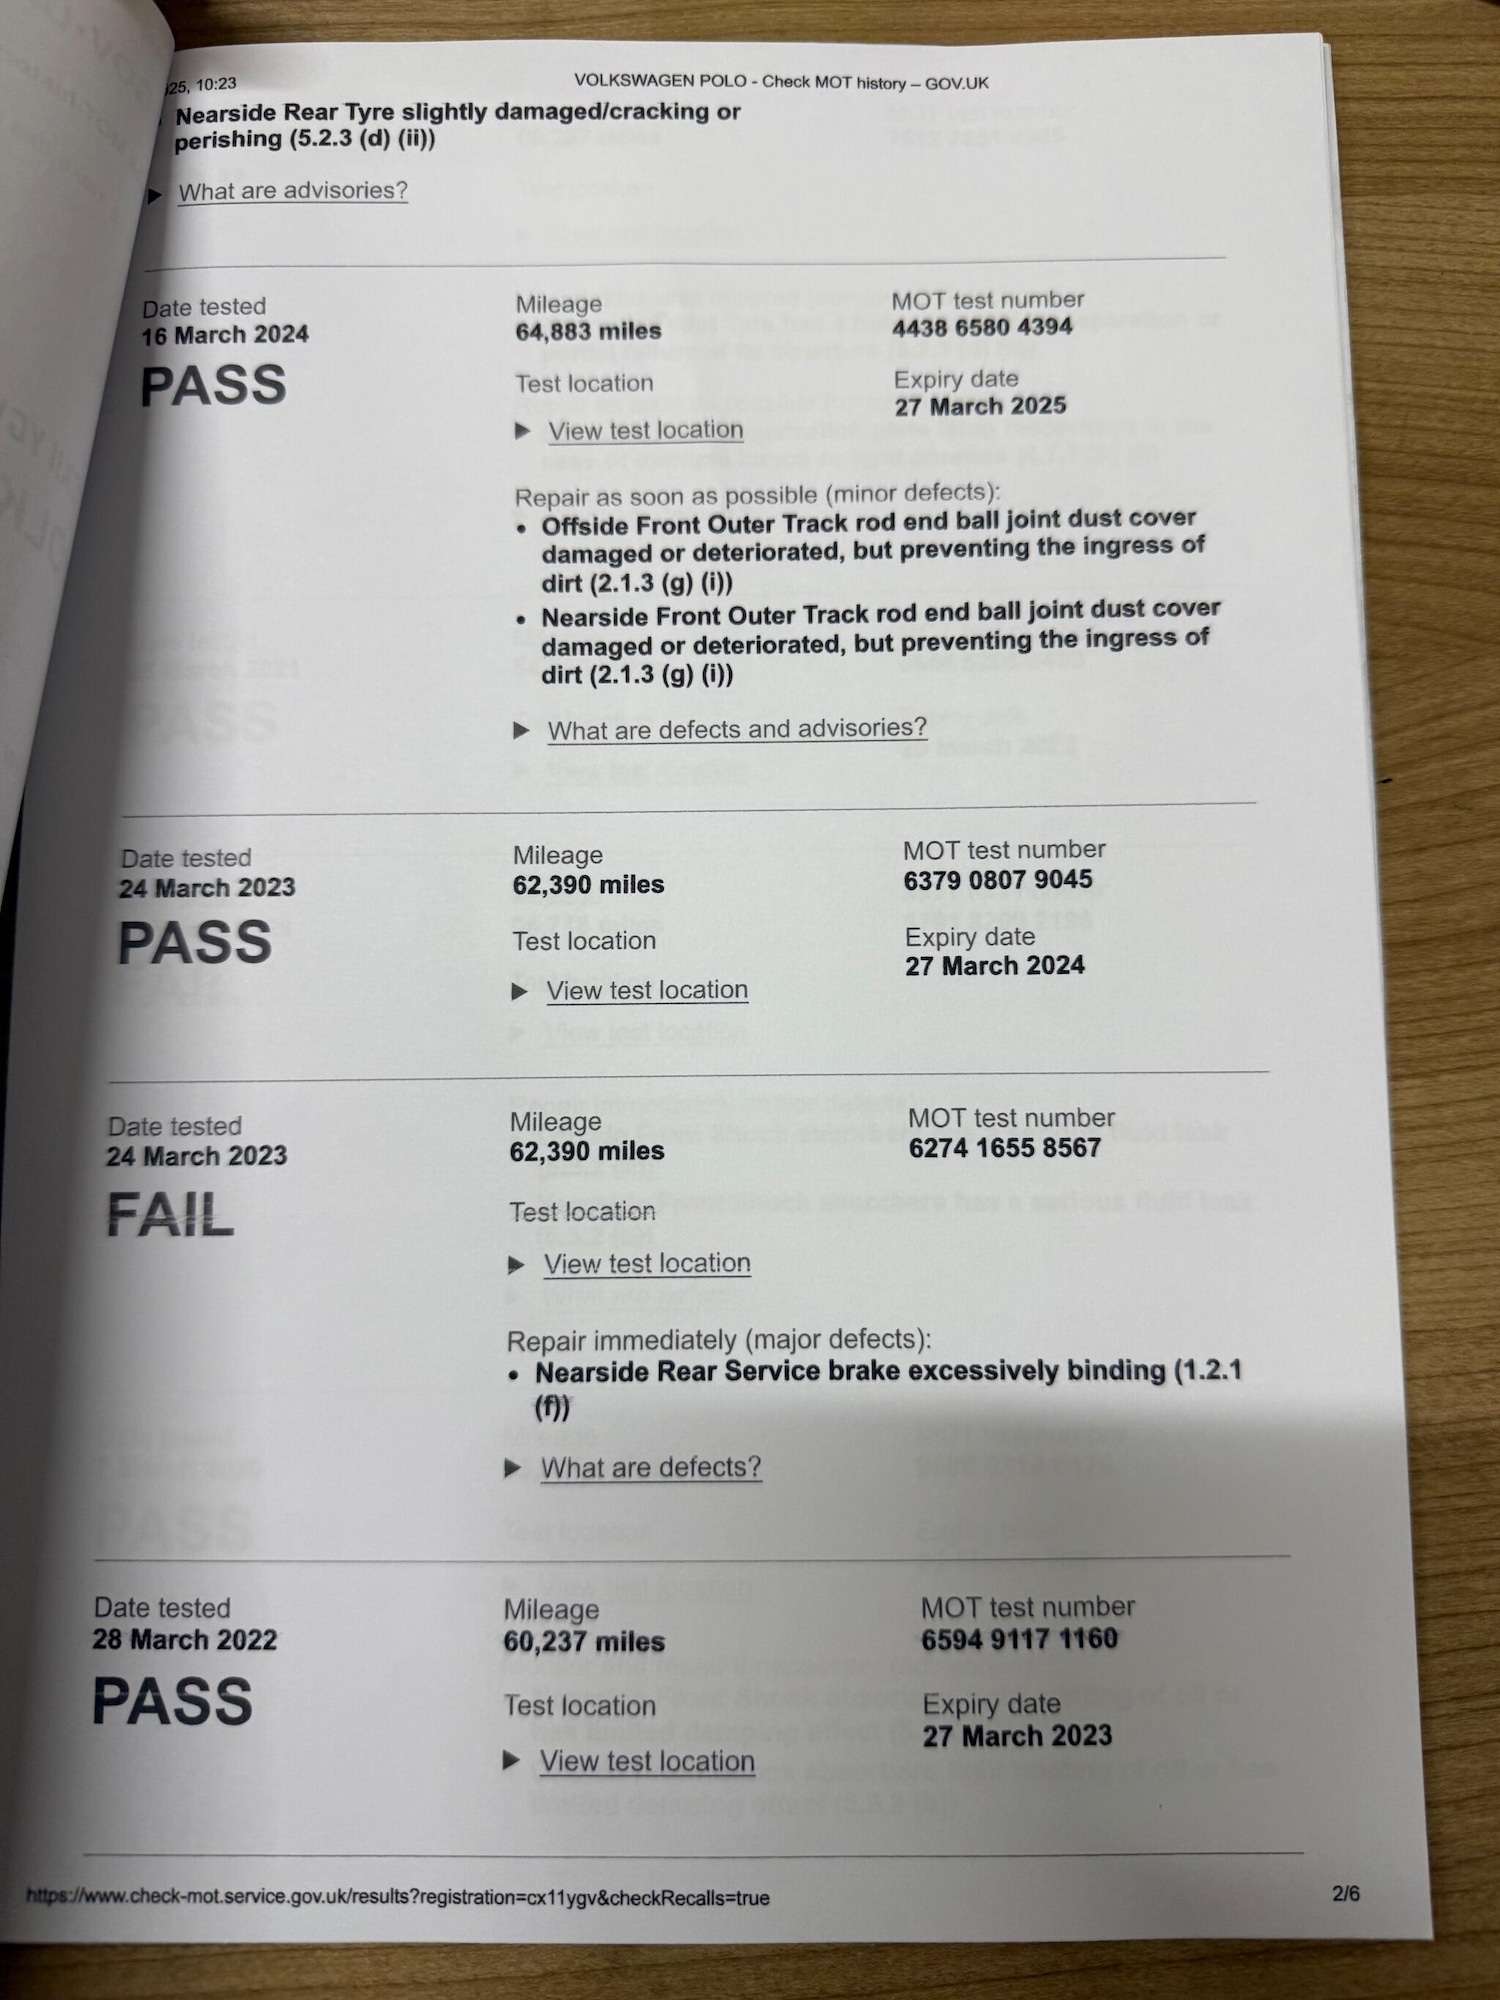 25, 10:23
VOLKSWAGEN POLO - Check MOT history – GOV.UK
Nearside Rear Tyre slightly damaged/cracking or
perishing (5.2.3 (d) (ii))
▶ What are advisories?
Date tested
16 March 2024
PASS
Mileage
64,883 miles
MOT test number
4438 6580 4394
Test location
▶ View test location
Expiry date
27 March 2025
Repair as soon as possible (minor defects):
• Offside Front Outer Track rod end ball joint dust cover
damaged or deteriorated, but preventing the ingress of
dirt (2.1.3 (g) (i))
• Nearside Front Outer Track rod end ball joint dust cover
damaged or deteriorated, but preventing the ingress of
dirt (2.1.3 (g) (i))
▶ What are defects and advisories?
Date tested
24 March 2023
PASS
Mileage
62,390 miles
MOT test number
6379 0807 9045
Test location
▶ View test location
Expiry date
27 March 2024
Date tested
24 March 2023
FAIL
Mileage
62,390 miles
MOT test number
6274 1655 8567
Test location
▶ View test location
Repair immediately (major defects):
• Nearside Rear Service brake excessively binding (1.2.1
(f))
▶ What are defects?
Date tested
28 March 2022
PASS
Mileage
60,237 miles
MOT test number
6594 9117 1160
Test location
▶ View test location
Expiry date
27 March 2023
https://www.check-mot.service.gov.uk/results?registration=cx11ygv&checkRecalls=true
2/6